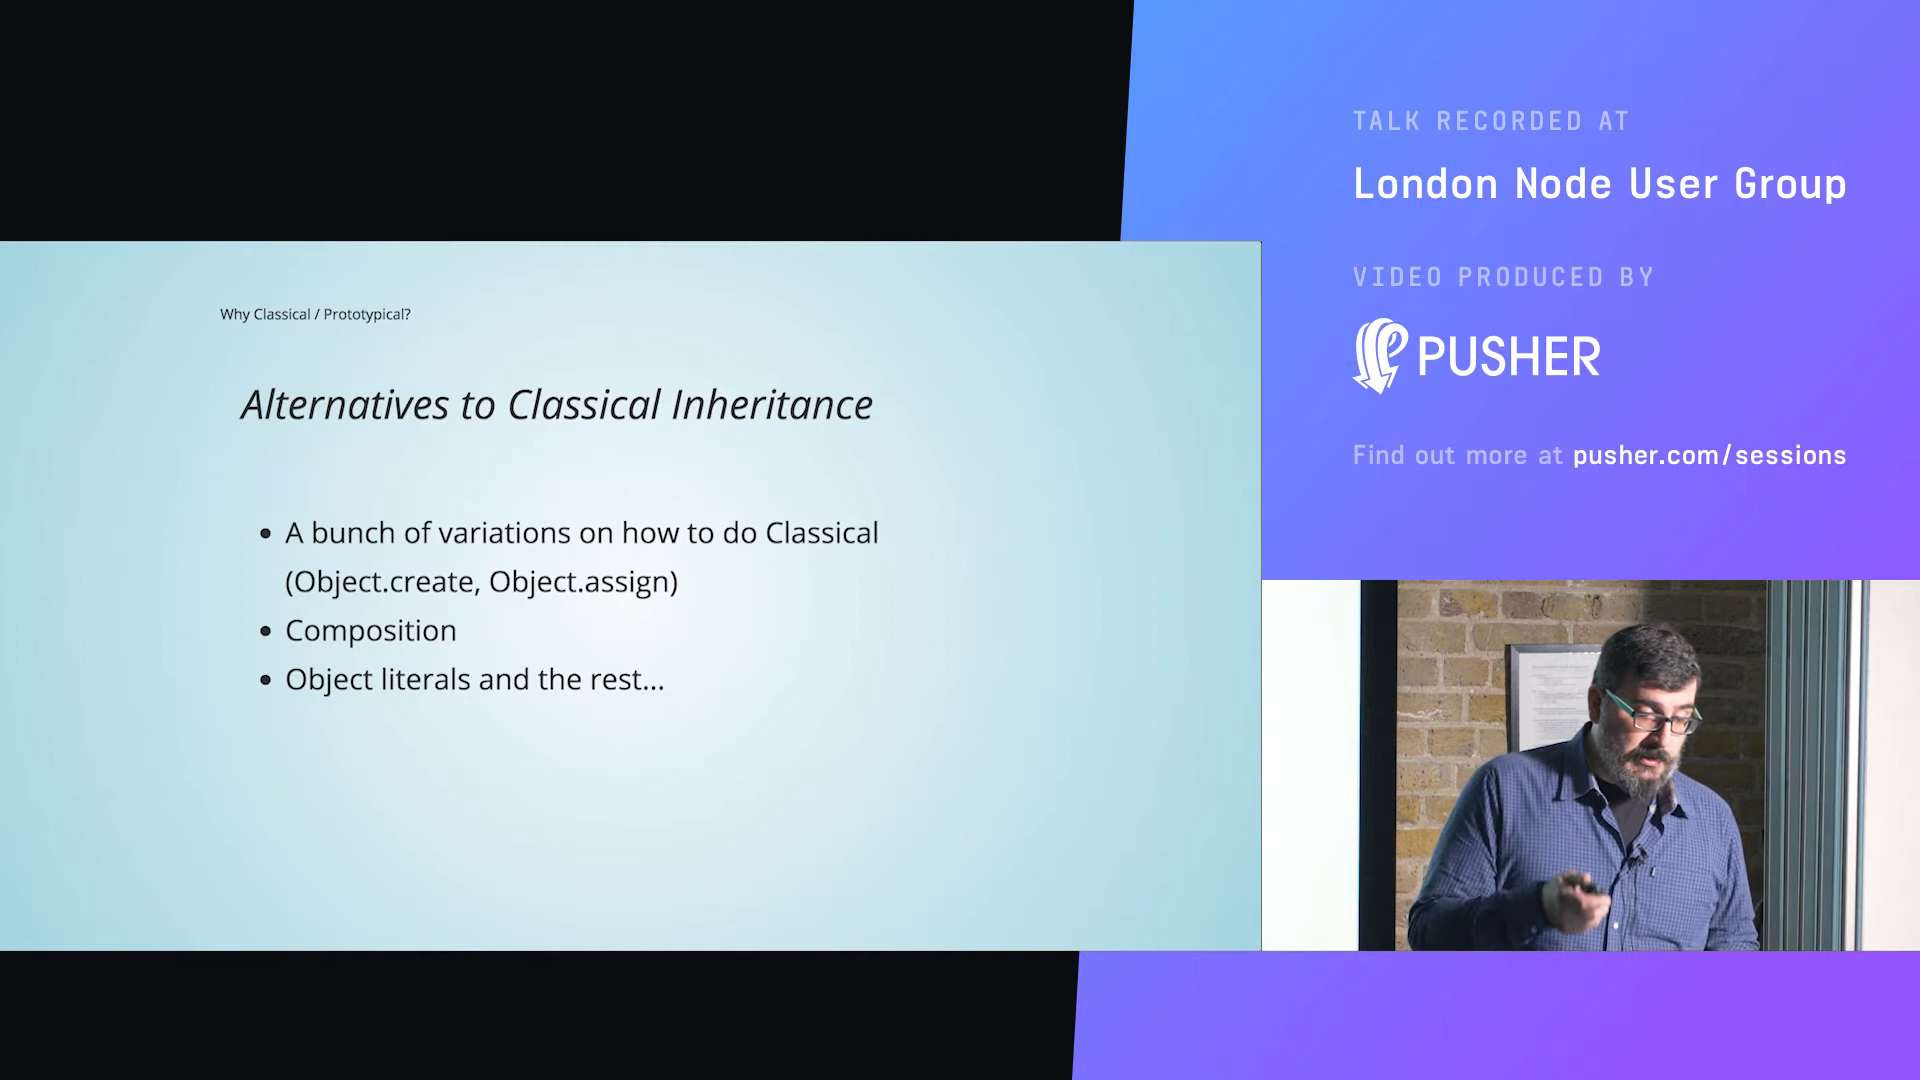 TALK RECORDED AT
London Node User Group
VIDEO PRODUCED BY
PUSHER
Find out more at pusher.com/sessions
Why Classical / Prototypical?
Alternatives to Classical Inheritance
• A bunch of variations on how to do Classical
(Object.create, Object.assign)
• Composition
• Object literals and the rest...